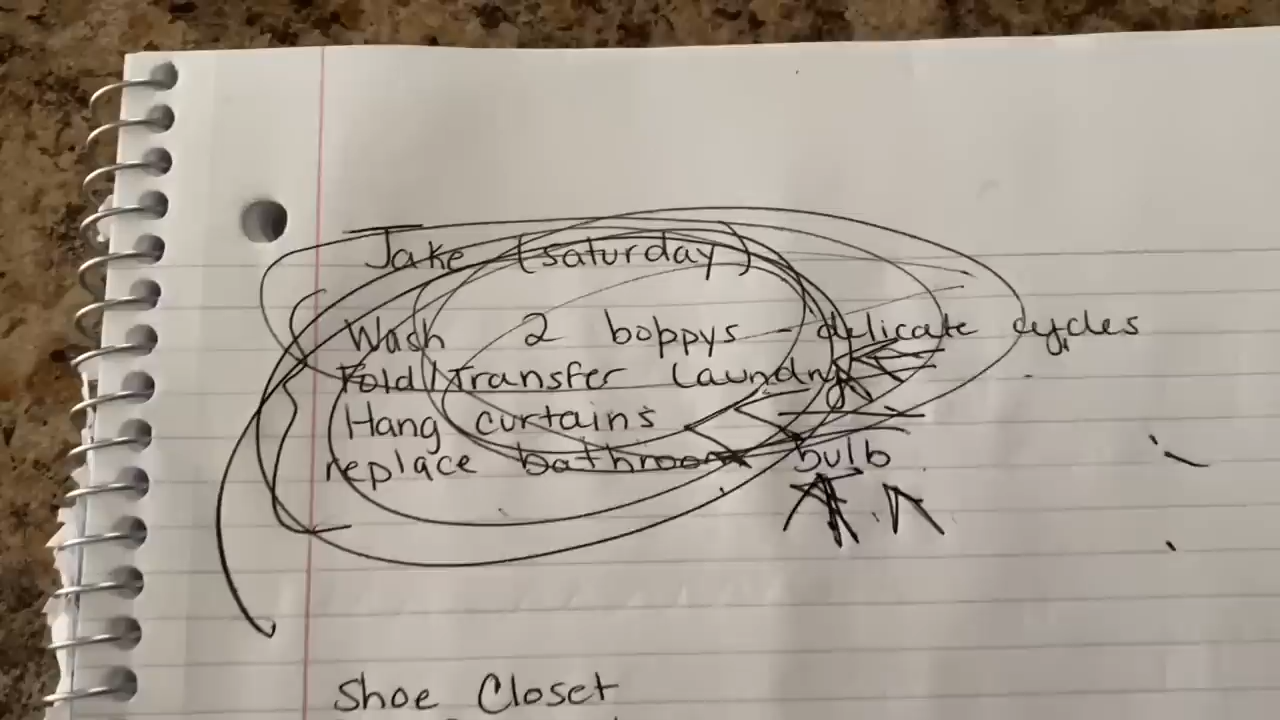 Jake (saturday)
Wash 2 boppys - delicate cycles
Fold/Transfer Laundry
Hang curtains
replace bathroom bulb
Shoe Closet